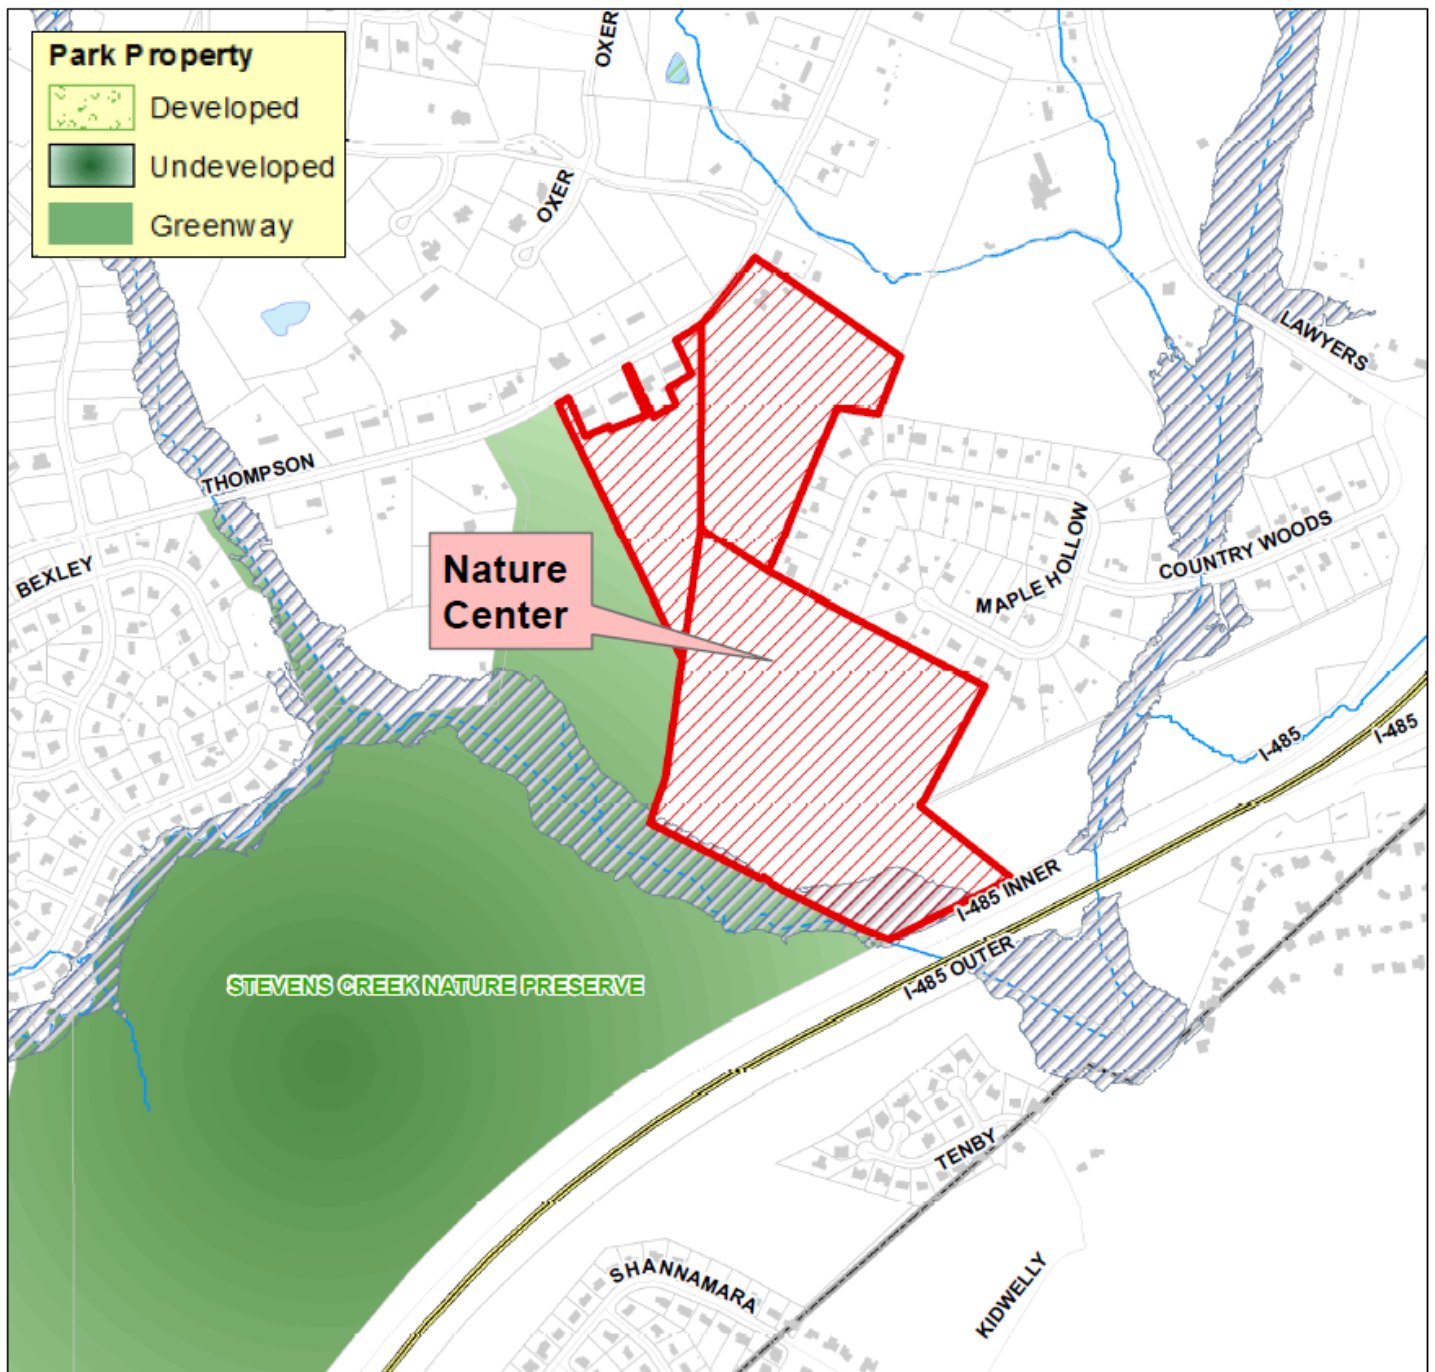 Park Property
Developed
Undeveloped
Greenway
OXER
OXER
LAWYERS
THOMPSON
BEXLEY
Nature
Center
MAPLE HOLLOW
COUNTRY WOODS
I-485
I-485
I-485 INNER
I-485 OUTER
STEVENS CREEK NATURE PRESERVE
TENBY
SHANNAMARA
KIDWELLY